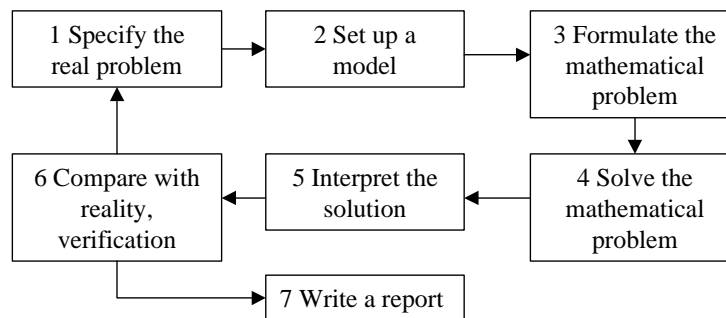 1 Specify the
real problem
2 Set up a
model
3 Formulate the
mathematical
problem
4 Solve the
mathematical
problem
5 Interpret the
solution
6 Compare with
reality,
verification
7 Write a report